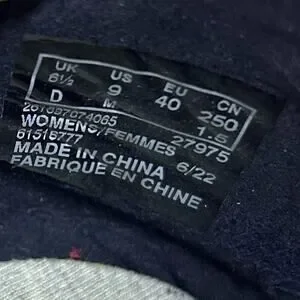 UK US EU CN
6½ 9 40 250
D M 1.5
261557674065 27975
WOMENS/FEMMES
61516777 6/22
MADE IN CHINA
FABRIQUE EN CHINE